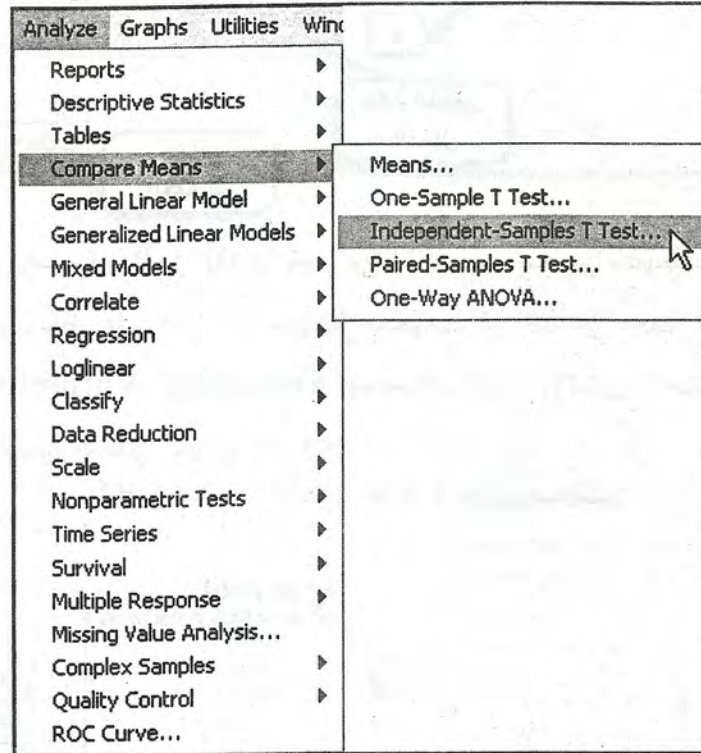 Analyze Graphs Utilities
Reports
Descriptive Statistics
Tables
Compare Means
General Linear Model
Generalized Linear Models
Mixed Models
Correlate
Regression
Loglinear
Classify
Data Reduction
Scale
Nonparametric Tests
Time Series
Survival
Multiple Response
Missing Value Analysis...
Complex Samples
Quality Control
ROC Curve...
Means...
One-Sample T Test...
Independent-Samples T Test...
Paired-Samples T Test...
One-Way ANOVA...